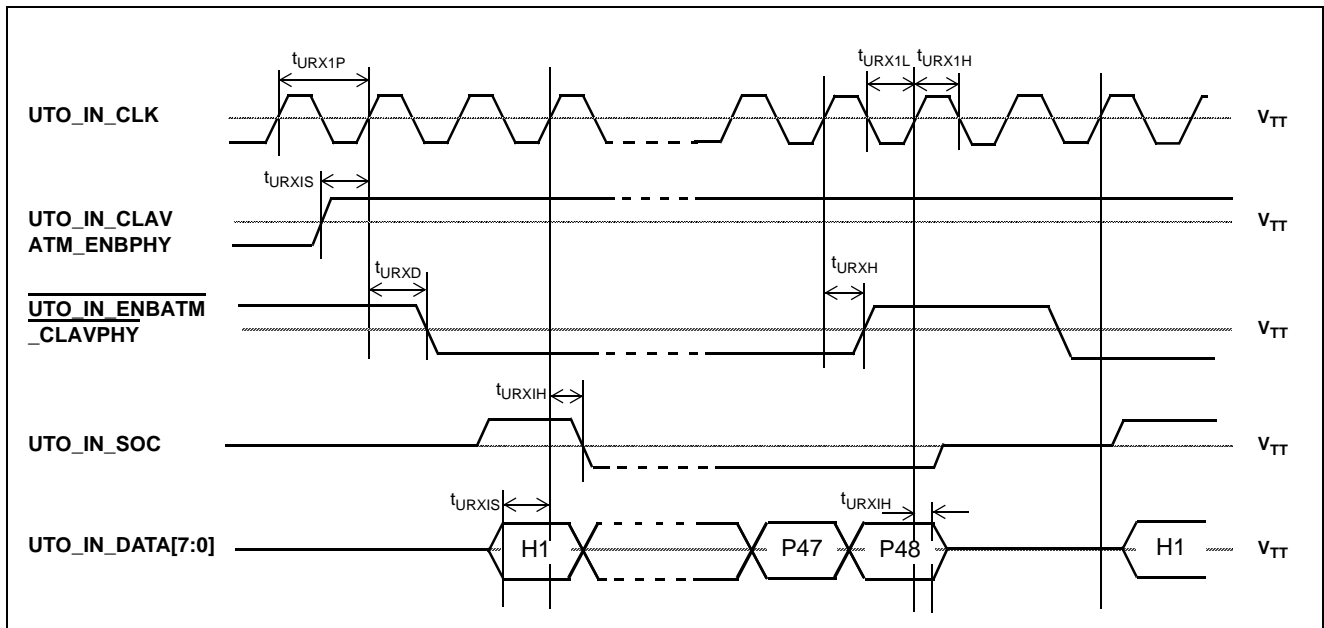 tURX1P
tURX1L tURX1H
UTO_IN_CLK
VTT
tURXIS
UTO_IN_CLAV
ATM_ENBPHY
VTT
tURXD
tURXH
UTO_IN_ENBATM
_CLAVPHY
VTT
tURXIH
UTO_IN_SOC
VTT
tURXIS
tURXIH
UTO_IN_DATA[7:0]
H1
P47
P48
H1
VTT